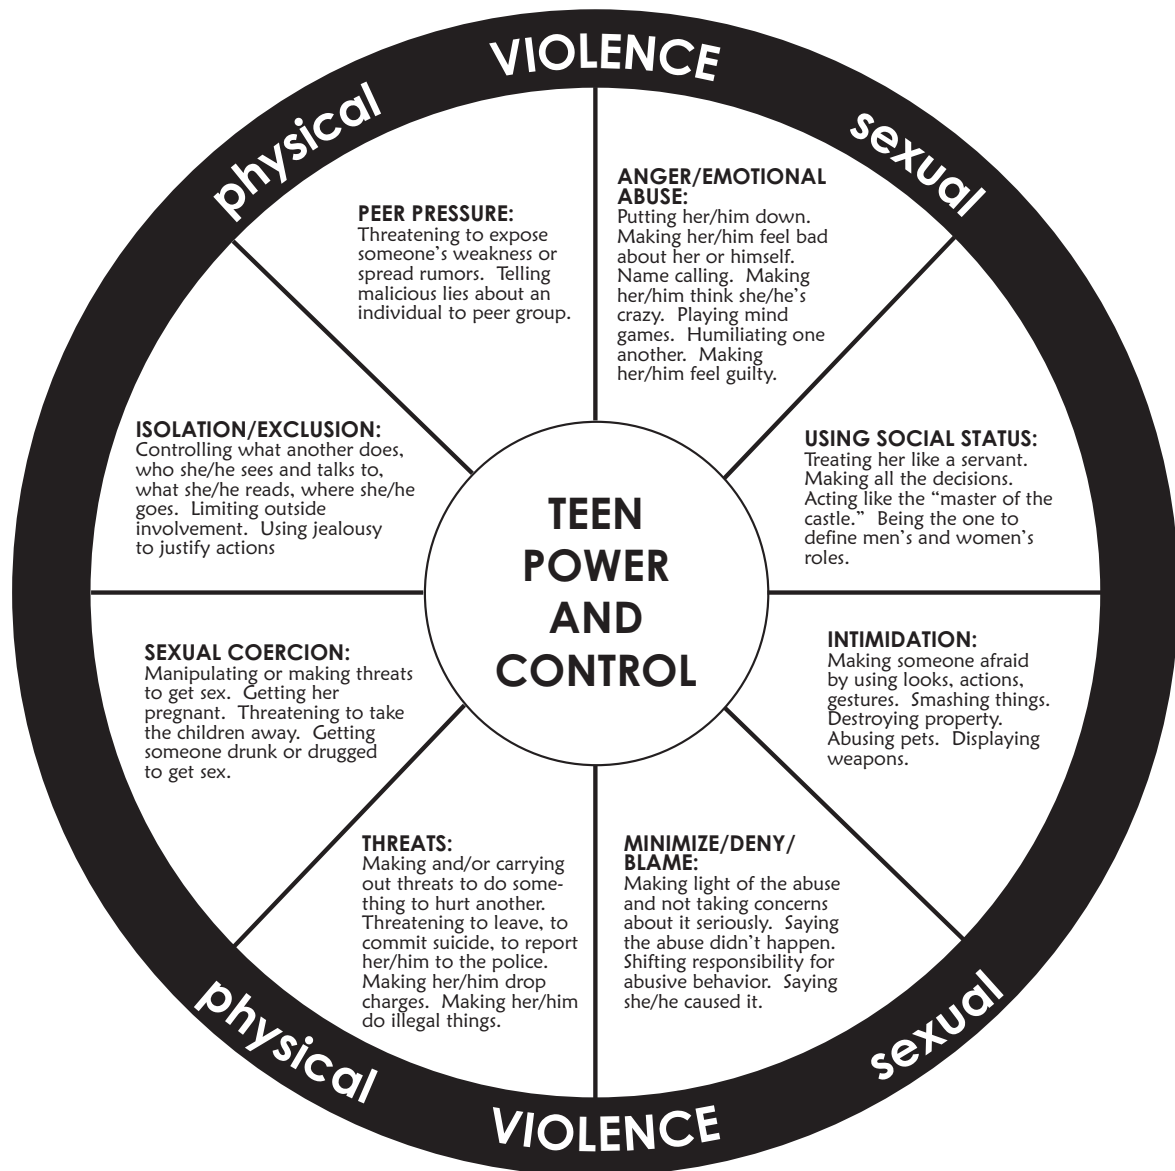 physical VIOLENCE sexual
PEER PRESSURE:
Threatening to expose
someone's weakness or
spread rumors.  Telling
malicious lies about an
individual to peer group.
ANGER/EMOTIONAL
ABUSE:
Putting her/him down.
Making her/him feel bad
about her or himself.
Name calling.  Making
her/him think she/he's
crazy.  Playing mind
games.  Humiliating one
another.  Making
her/him feel guilty.
ISOLATION/EXCLUSION:
Controlling what another does,
who she/he sees and talks to,
what she/he reads, where she/he
goes.  Limiting outside
involvement.  Using jealousy
to justify actions
USING SOCIAL STATUS:
Treating her like a servant.
Making all the decisions.
Acting like the “master of the
castle.”  Being the one to
define men's and women's
roles.
TEEN
POWER
AND
CONTROL
SEXUAL COERCION:
Manipulating or making threats
to get sex.  Getting her
pregnant.  Threatening to take
the children away.  Getting
someone drunk or drugged
to get sex.
INTIMIDATION:
Making someone afraid
by using looks, actions,
gestures.  Smashing things.
Destroying property.
Abusing pets.  Displaying
weapons.
THREATS:
Making and/or carrying
out threats to do some-
thing to hurt another.
Threatening to leave, to
commit suicide, to report
her/him to the police.
Making her/him drop
charges.  Making her/him
do illegal things.
MINIMIZE/DENY/
BLAME:
Making light of the abuse
and not taking concerns
about it seriously.  Saying
the abuse didn't happen.
Shifting responsibility for
abusive behavior.  Saying
she/he caused it.
physical VIOLENCE sexual